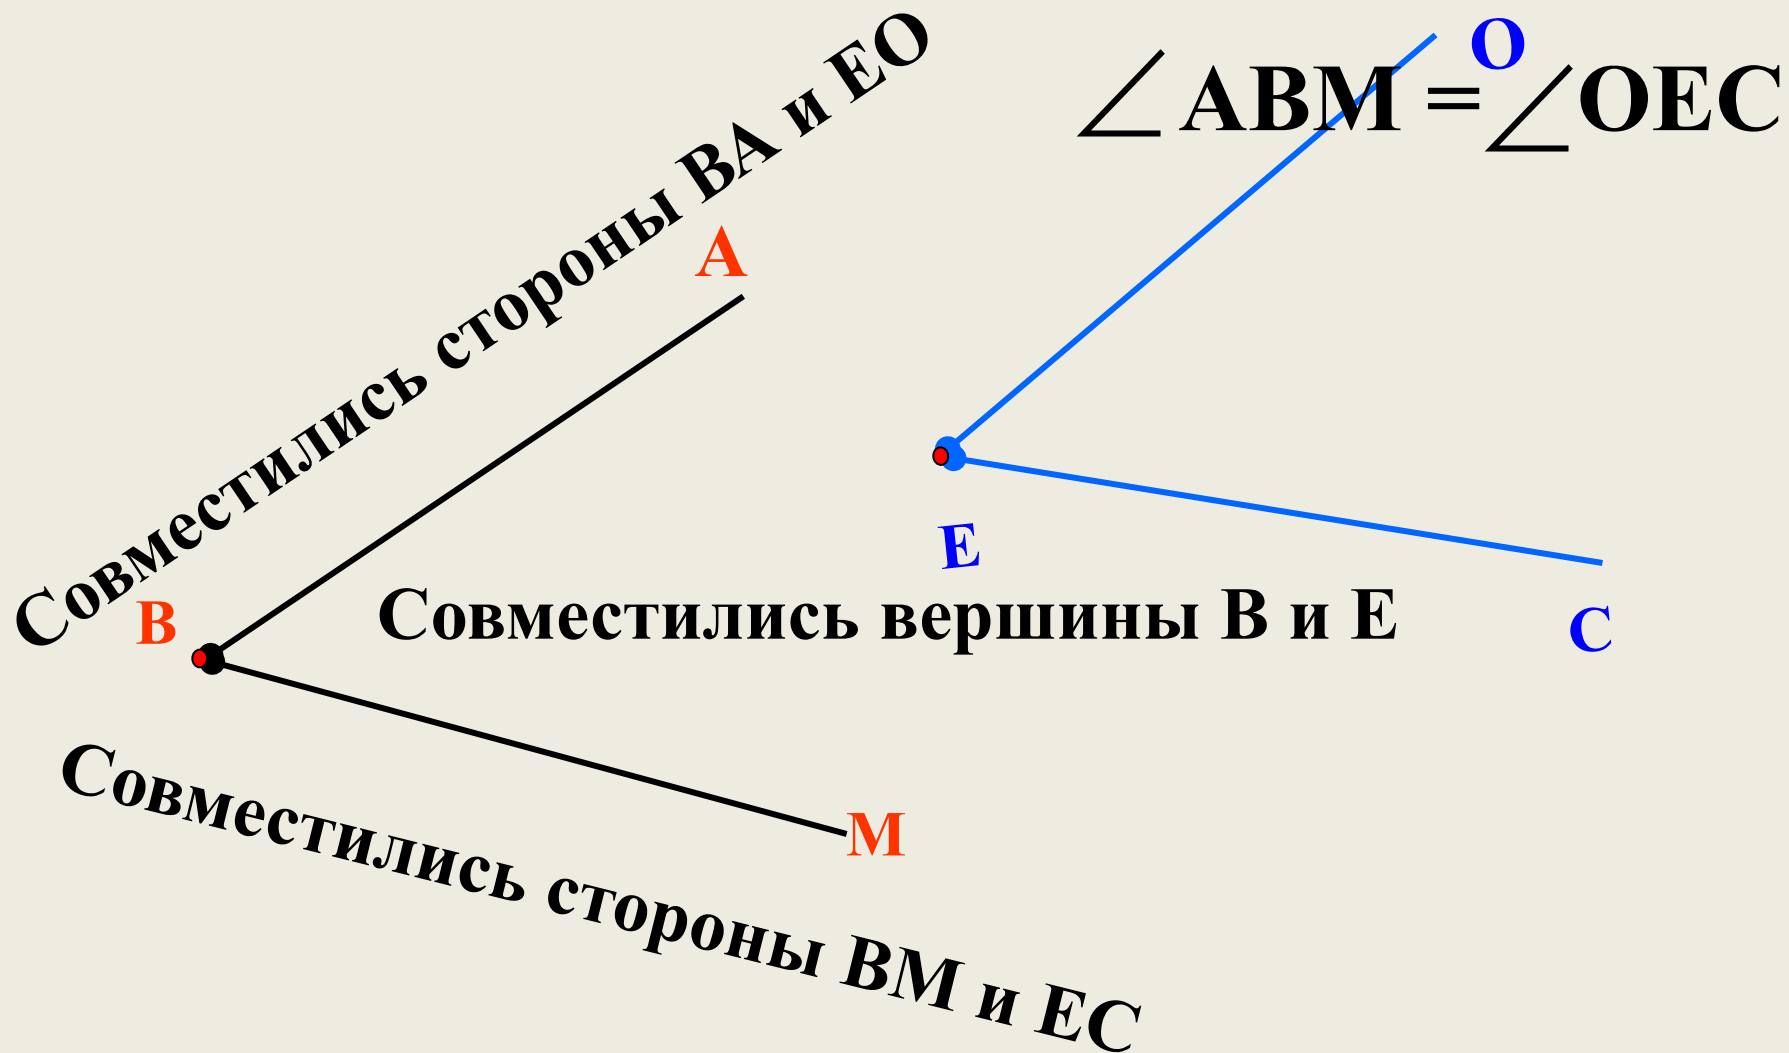 Совместились стороны ВА и ЕО
О
∠АВМ = ∠ОЕС
А
Е
В
Совместились вершины В и Е
С
М
Совместились стороны ВМ и ЕС